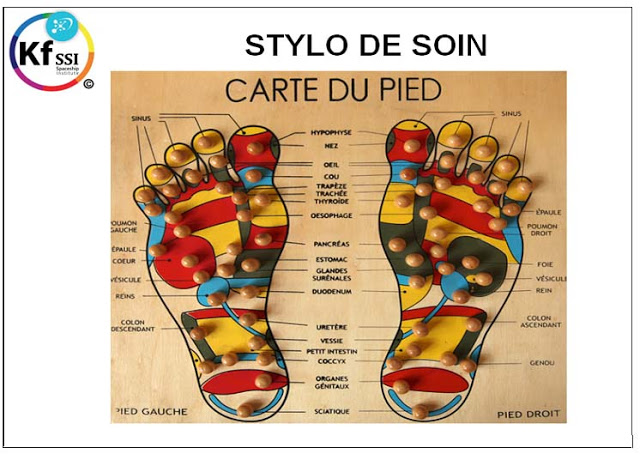 Kf SSI
Spaceship
Institute
©
STYLO DE SOIN
CARTE DU PIED
SINUS
SINUS
HYPOPHYSE
NEZ
OEIL
COU
TRAPÈZE
TRACHÉE
THYROÏDE
OESOPHAGE
PANCRÉAS
ESTOMAC
GLANDES
SURÉNALES
DUODENUM
URETÈRE
VESSIE
PETIT INTESTIN
COCCYX
ORGANES
GÉNITAUX
SCIATIQUE
POUMON
GAUCHE
ÉPAULE
COEUR
VÉSICULE
REINS
COLON
DESCENDANT
PIED GAUCHE
ÉPAULE
POUMON
DROIT
FOIE
VÉSICULE
REIN
COLON
ASCENDANT
GENOU
PIED DROIT